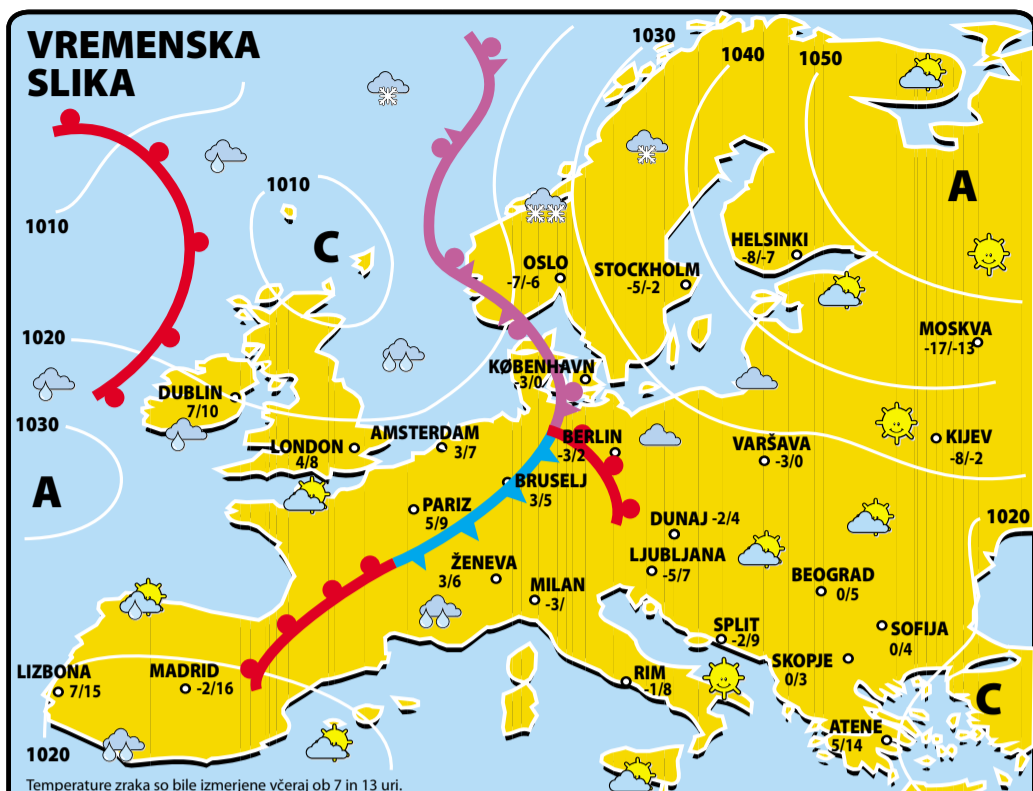 VREMENSKA
SLIKA
1030
1040
1050
1010
1010
A
C
HELSINKI
-8/-7
OSLO
-7/-6
STOCKHOLM
-5/-2
MOSKVA
-17/-13
1020
KØBENHAVN
-3/0
DUBLIN
7/10
1030
LONDON
4/8
AMSTERDAM
3/7
BERLIN
-3/2
VARŠAVA
-3/0
KIJEV
-8/-2
A
BRUSELJ
3/5
PARIZ
5/9
DUNAJ -2/4
1020
LJUBLJANA
-5/7
ŽENEVA
3/6
MILAN
-3/
BEOGRAD
0/5
SPLIT
-2/9
SOFIJA
0/4
SKOPJE
0/3
LIZBONA
7/15
MADRID
-2/16
RIM
-1/8
C
ATENE
5/14
1020
Temperature zraka so bile izmerjene včeraj ob 7 in 13 uri.